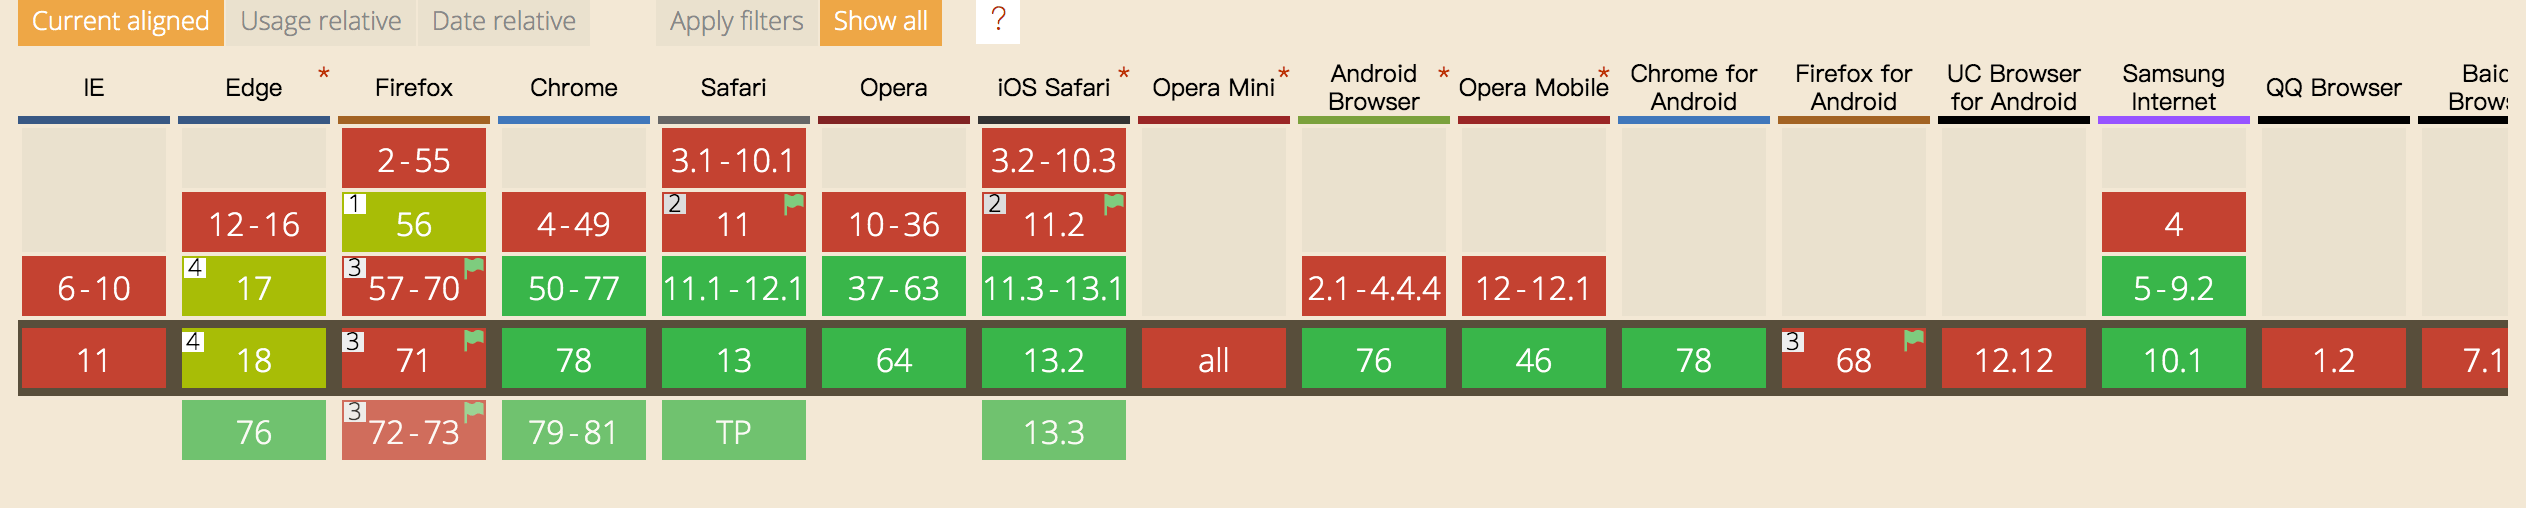 Current aligned Usage relative Date relative Apply filters Show all ?
IE Edge * Firefox Chrome Safari Opera iOS Safari * Opera Mini * Android Browser * Opera Mobile * Chrome for Android Firefox for Android UC Browser for Android Samsung Internet QQ Browser
2-55 3.1-10.1 3.2-10.3
12-16 1 56 4-49 2 11 10-36 2 11.2 4
6-10 4 17 3 57-70 50-77 11.1-12.1 37-63 11.3-13.1 2.1-4.4.4 12-12.1 5-9.2
11 4 18 3 71 78 13 64 13.2 all 76 46 78 3 68 12.12 10.1 1.2 7.1
76 3 72-73 79-81 TP 13.3